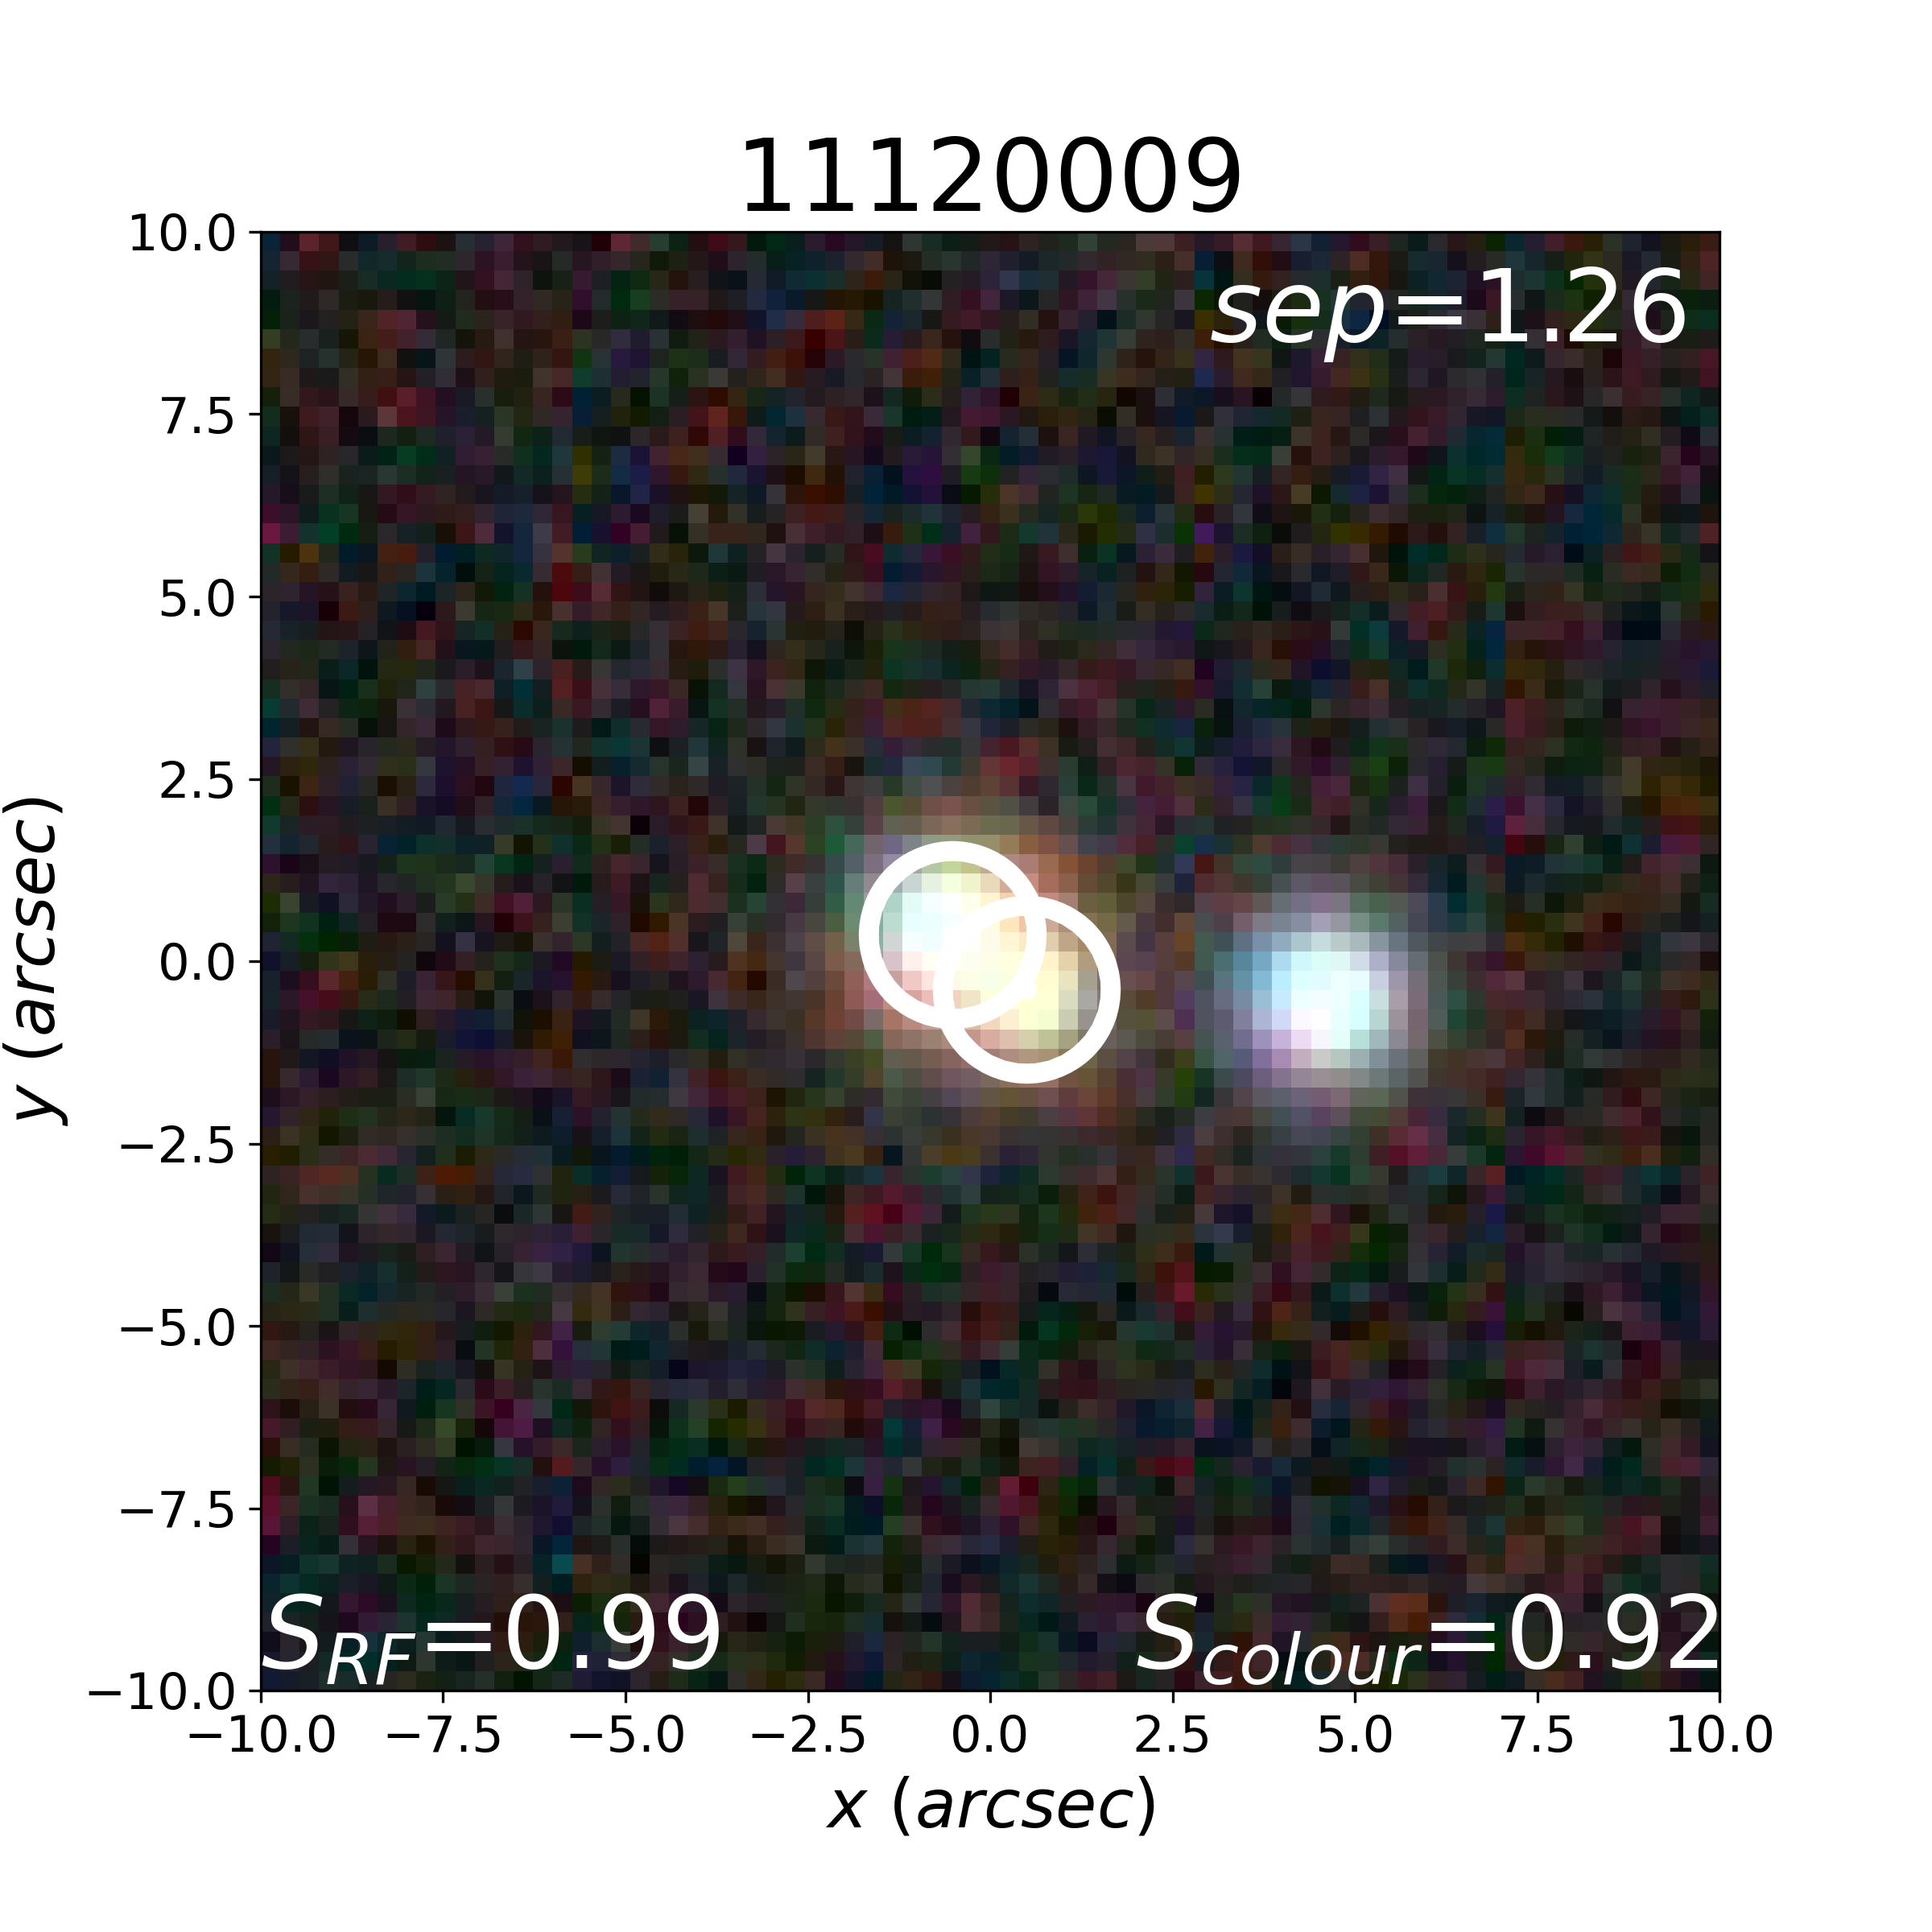 11120009
sep=1.26
S_RF=0.99
S_colour=0.92
y (arcsec)
10.0
7.5
5.0
2.5
0.0
−2.5
−5.0
−7.5
−10.0
−10.0 −7.5 −5.0 −2.5 0.0 2.5 5.0 7.5 10.0
x (arcsec)